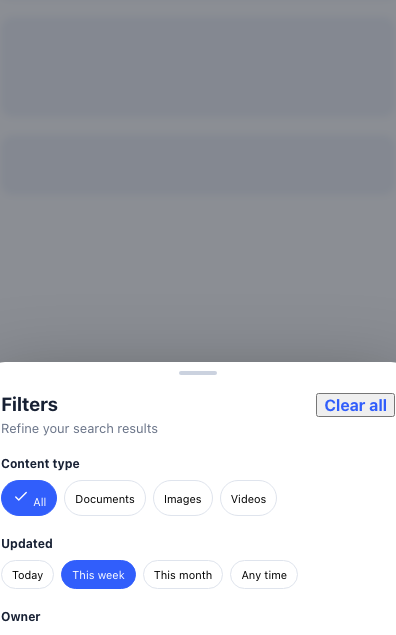 Filters
Clear all
Refine your search results
Content type
All Documents Images Videos
Updated
Today This week This month Any time
Owner